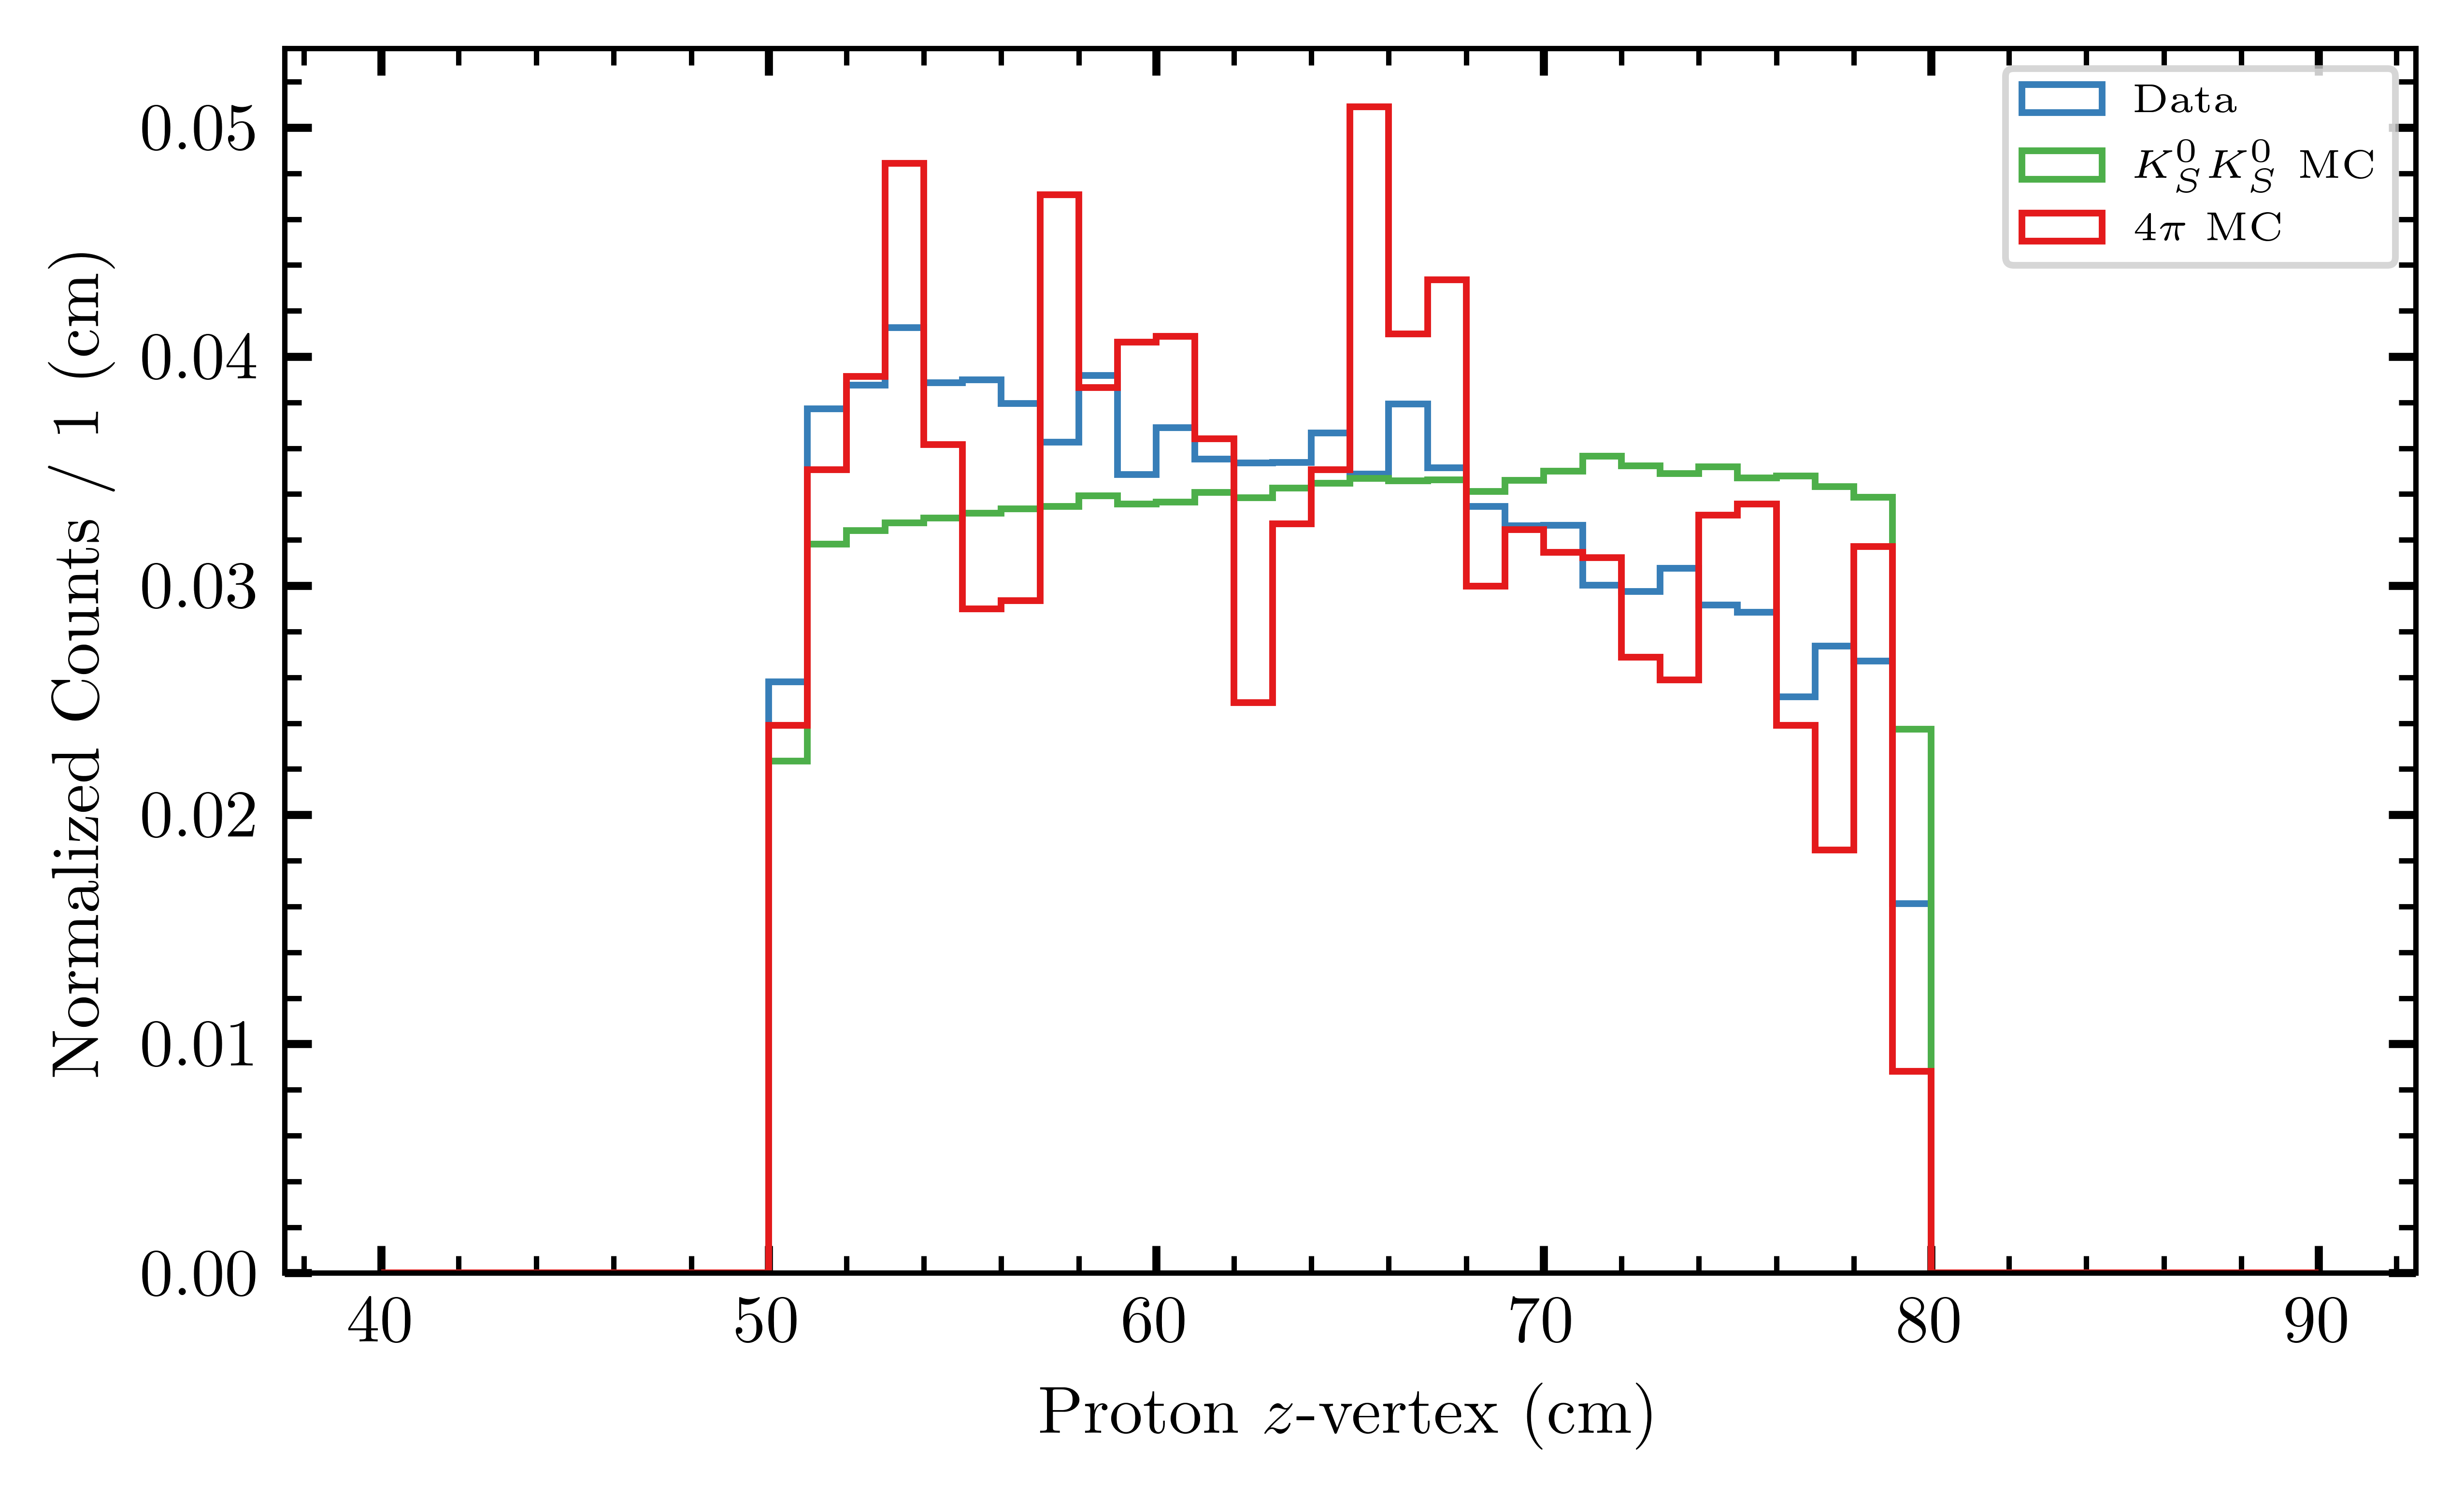 Normalized Counts / 1 (cm)
0.05
0.04
0.03
0.02
0.01
0.00
Data
$K_S^0 K_S^0$ MC
4π MC
40 50 60 70 80 90
Proton z-vertex (cm)